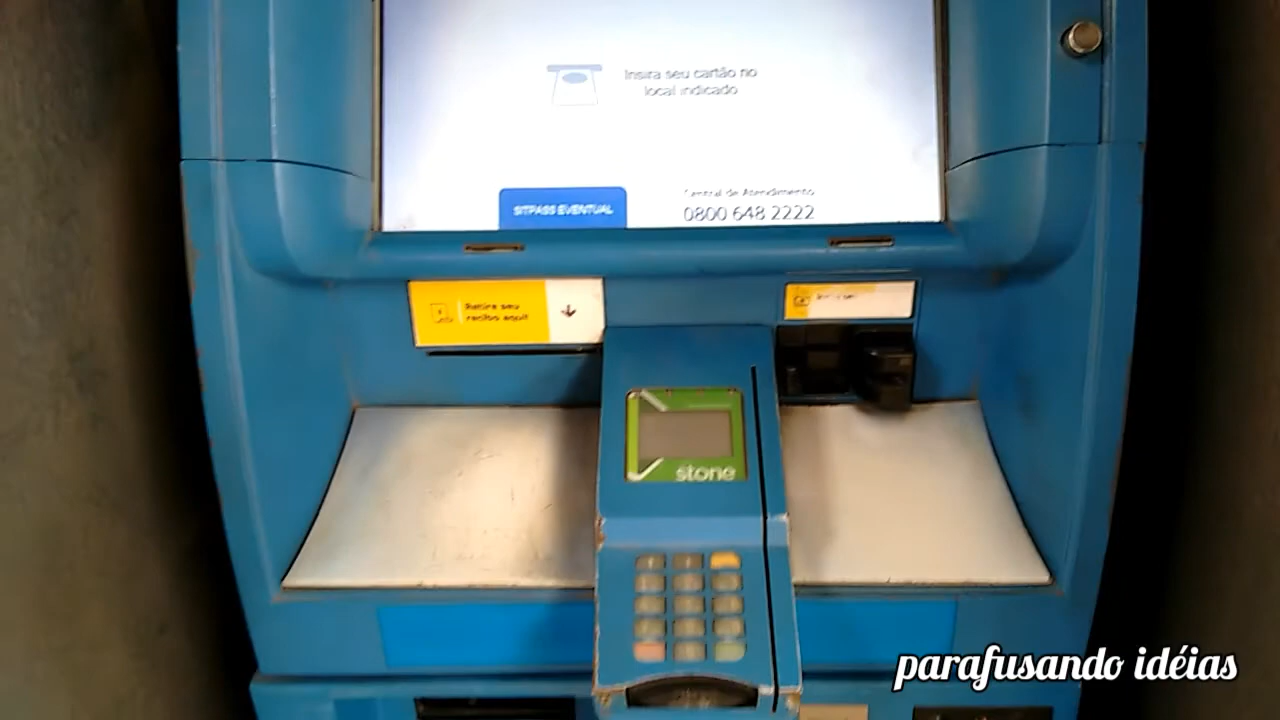 Insira seu cartão no
local indicado
SITPASS EVENTUAL
Central de Atendimento
0800 648 2222
Retire seu
recibo aqui!
stone
parafusando idéias